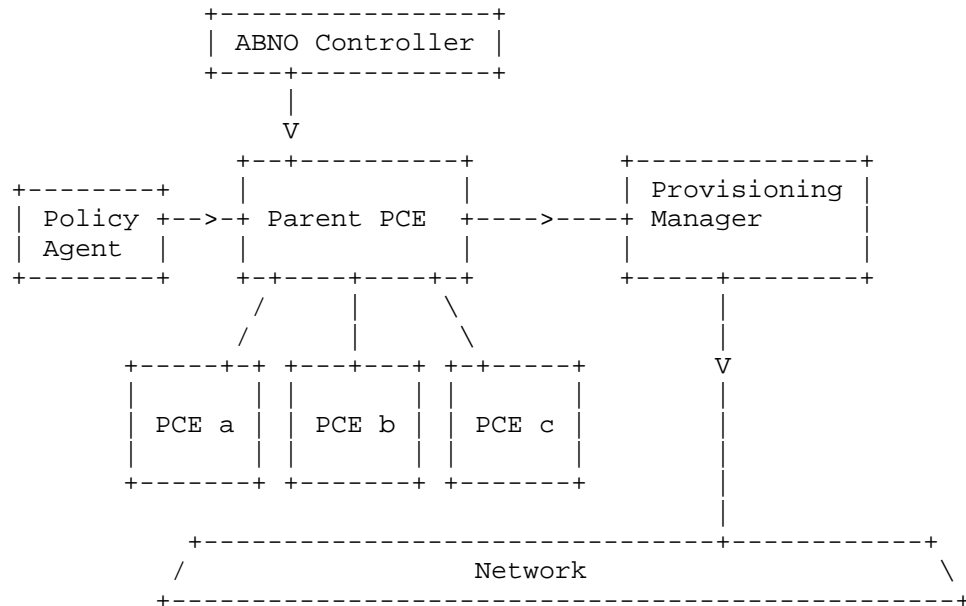 ABNO Controller
V
Provisioning
Policy Parent PCE Manager
Agent
V
PCE a PCE b PCE c
Network